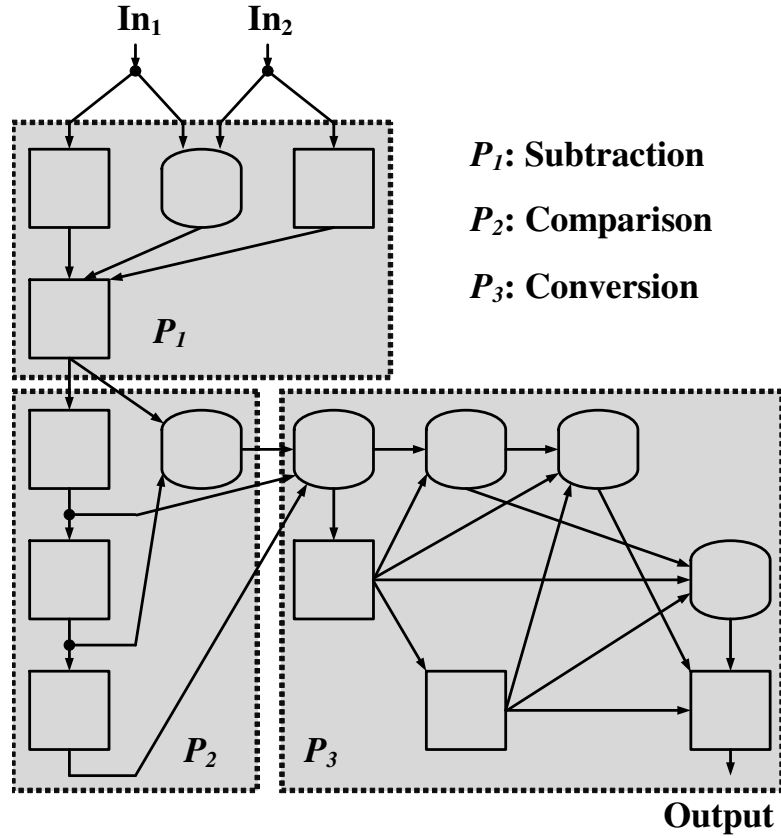 In1 In2
P1: Subtraction
P2: Comparison
P3: Conversion
P1
P2
P3
Output